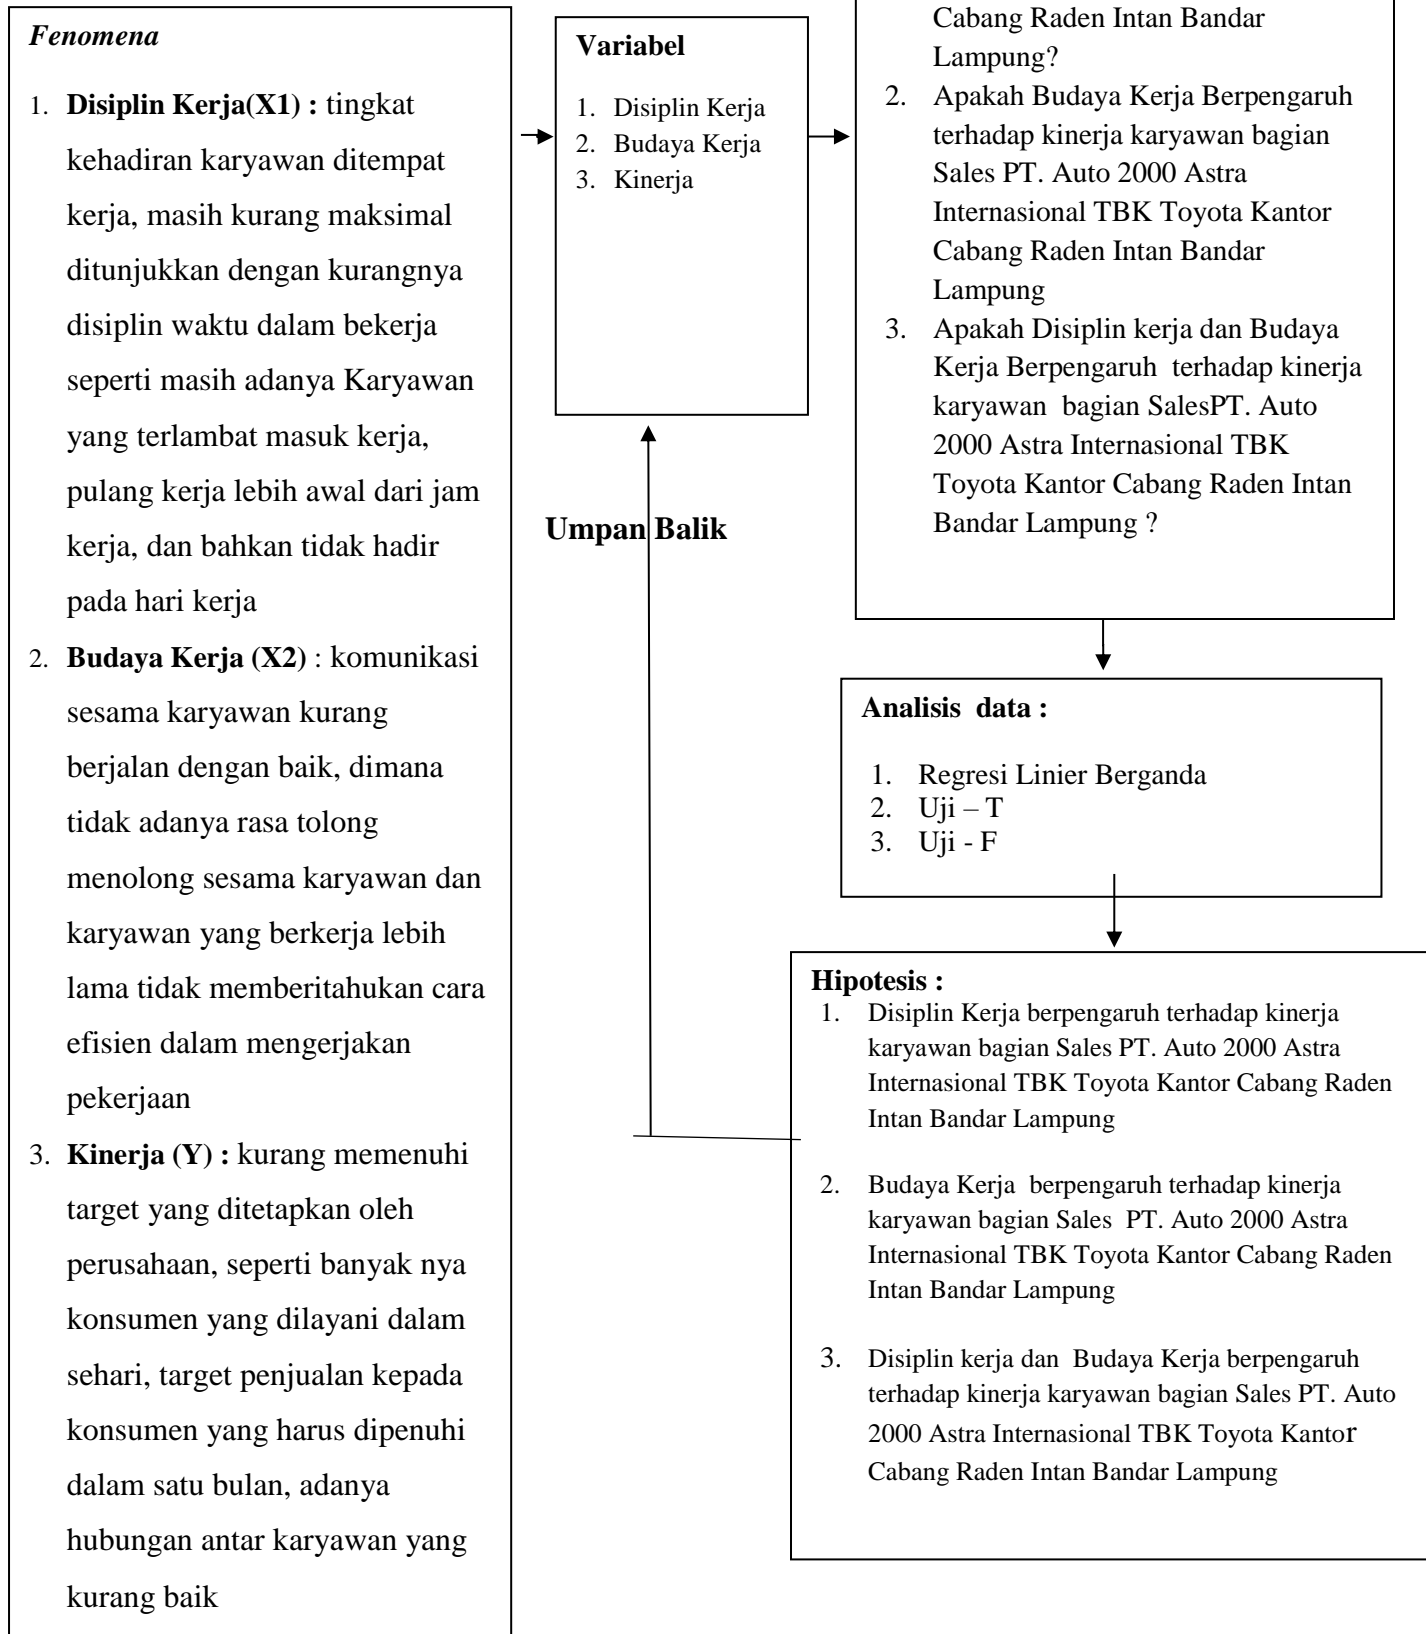 Fenomena
1. Disiplin Kerja(X1) : tingkat
kehadiran karyawan ditempat
kerja, masih kurang maksimal
ditunjukkan dengan kurangnya
disiplin waktu dalam bekerja
seperti masih adanya Karyawan
yang terlambat masuk kerja,
pulang kerja lebih awal dari jam
kerja, dan bahkan tidak hadir
pada hari kerja
2. Budaya Kerja (X2) : komunikasi
sesama karyawan kurang
berjalan dengan baik, dimana
tidak adanya rasa tolong
menolong sesama karyawan dan
karyawan yang berkerja lebih
lama tidak memberitahukan cara
efisien dalam mengerjakan
pekerjaan
3. Kinerja (Y) : kurang memenuhi
target yang ditetapkan oleh
perusahaan, seperti banyak nya
konsumen yang dilayani dalam
sehari, target penjualan kepada
konsumen yang harus dipenuhi
dalam satu bulan, adanya
hubungan antar karyawan yang
kurang baik
Variabel
1. Disiplin Kerja
2. Budaya Kerja
3. Kinerja
Umpan Balik
Cabang Raden Intan Bandar
Lampung?
2. Apakah Budaya Kerja Berpengaruh
terhadap kinerja karyawan bagian
Sales PT. Auto 2000 Astra
Internasional TBK Toyota Kantor
Cabang Raden Intan Bandar
Lampung
3. Apakah Disiplin kerja dan Budaya
Kerja Berpengaruh terhadap kinerja
karyawan bagian SalesPT. Auto
2000 Astra Internasional TBK
Toyota Kantor Cabang Raden Intan
Bandar Lampung ?
Analisis data :
1. Regresi Linier Berganda
2. Uji – T
3. Uji - F
Hipotesis :
1. Disiplin Kerja berpengaruh terhadap kinerja
karyawan bagian Sales PT. Auto 2000 Astra
Internasional TBK Toyota Kantor Cabang Raden
Intan Bandar Lampung
2. Budaya Kerja berpengaruh terhadap kinerja
karyawan bagian Sales PT. Auto 2000 Astra
Internasional TBK Toyota Kantor Cabang Raden
Intan Bandar Lampung
3. Disiplin kerja dan Budaya Kerja berpengaruh
terhadap kinerja karyawan bagian Sales PT. Auto
2000 Astra Internasional TBK Toyota Kantor
Cabang Raden Intan Bandar Lampung